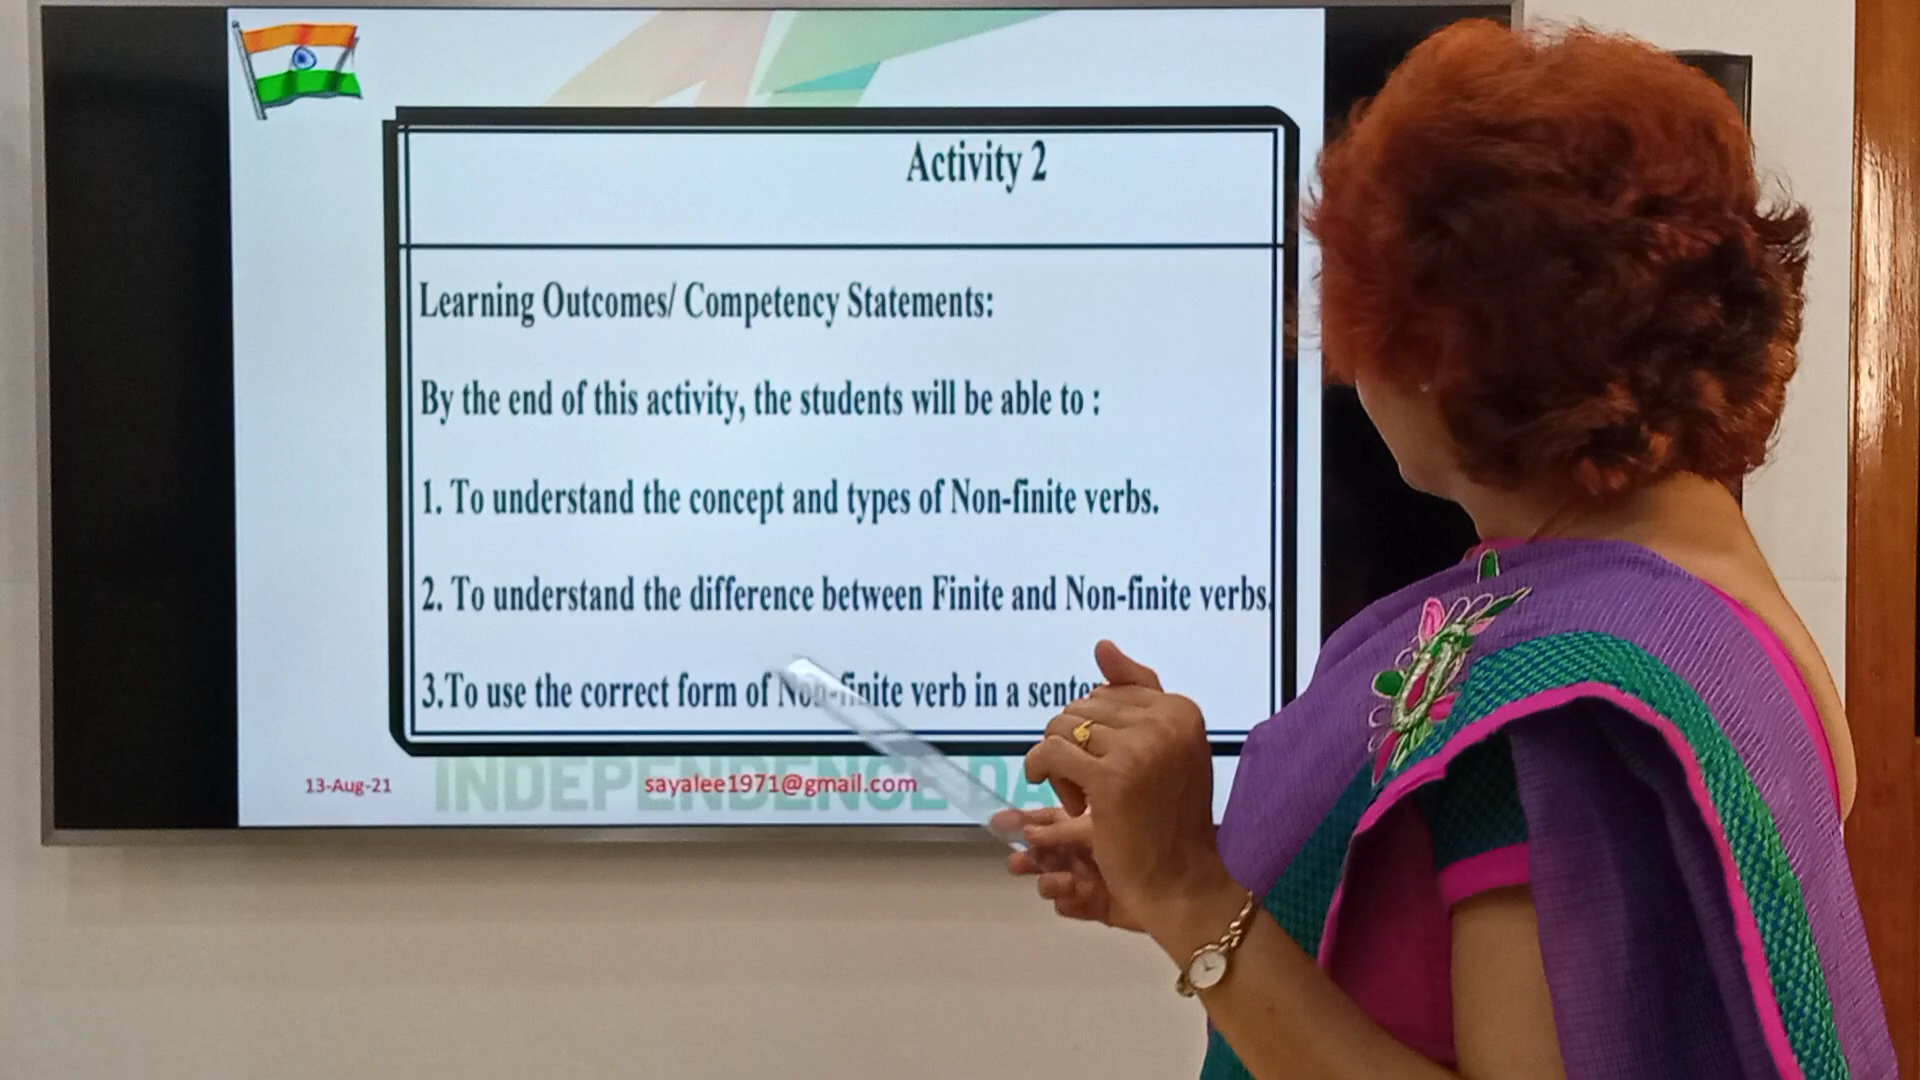 Activity 2
Learning Outcomes/ Competency Statements:
By the end of this activity, the students will be able to :
1. To understand the concept and types of Non-finite verbs.
2. To understand the difference between Finite and Non-finite verbs.
3.To use the correct form of Non-finite verb in a
13-Aug-21 sayalee1971@gmail.com
INDEPENDENCE